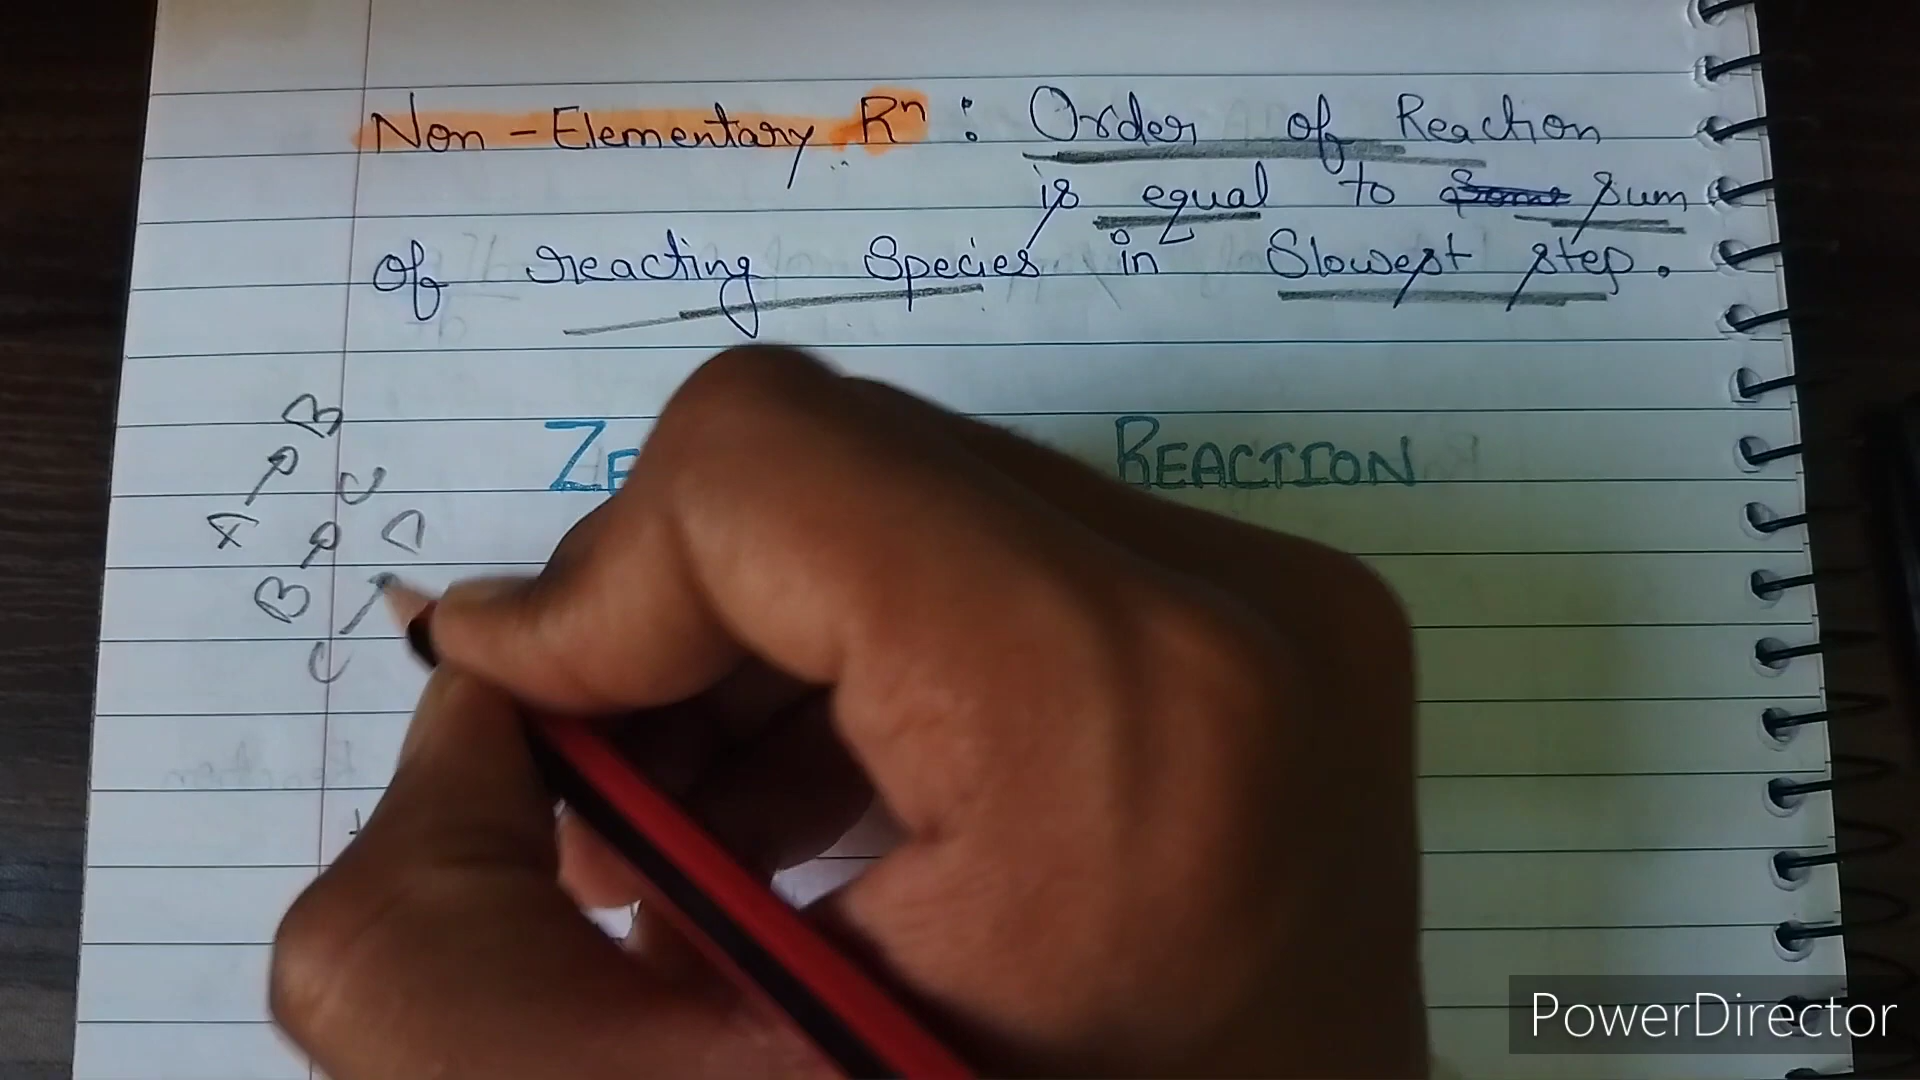 Non-Elementary Rⁿ : Order of Reaction
is equal to sum
of reacting Species in Slowest step.
REACTION
A → B
B → C
C → D
PowerDirector